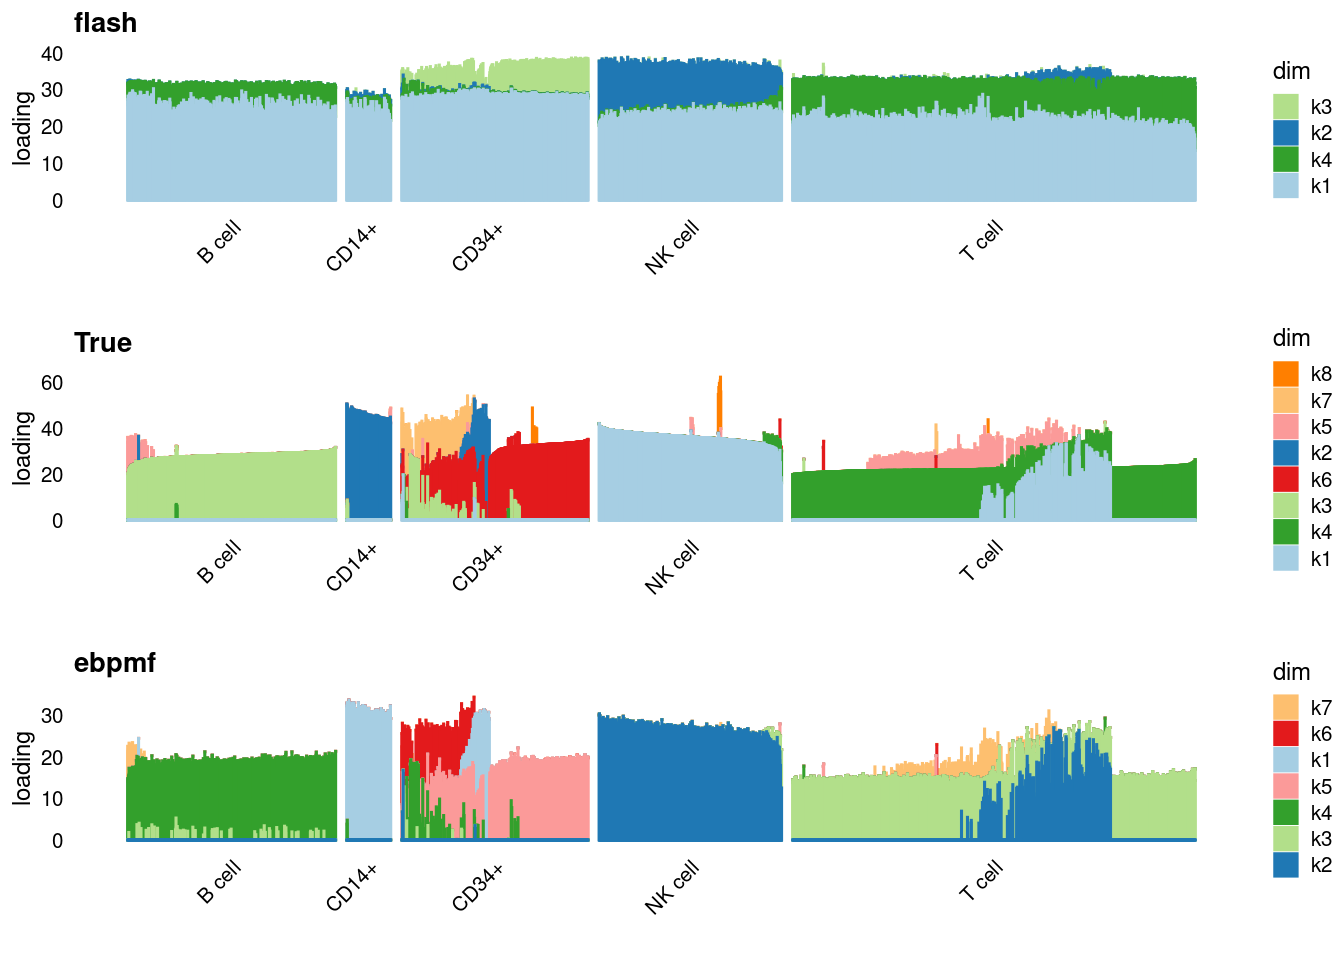 flash
40
30
20
10
0
loading
B cell
CD14+
CD34+
NK cell
T cell
dim
k3
k2
k4
k1
True
60
40
20
0
loading
B cell
CD14+
CD34+
NK cell
T cell
dim
k8
k7
k5
k2
k6
k3
k4
k1
ebpmf
30
20
10
0
loading
B cell
CD14+
CD34+
NK cell
T cell
dim
k7
k6
k1
k5
k4
k3
k2